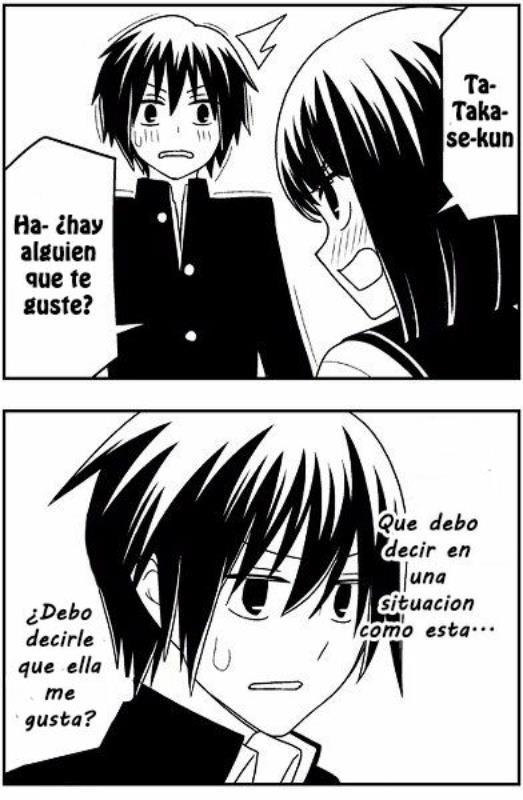 Ta-
Taka-
se-kun
Ha- ¿hay
alguien
que te
guste?
Que debo
decir en
una
situacion
como esta...
¿Debo
decirle
que ella
me
gusta?